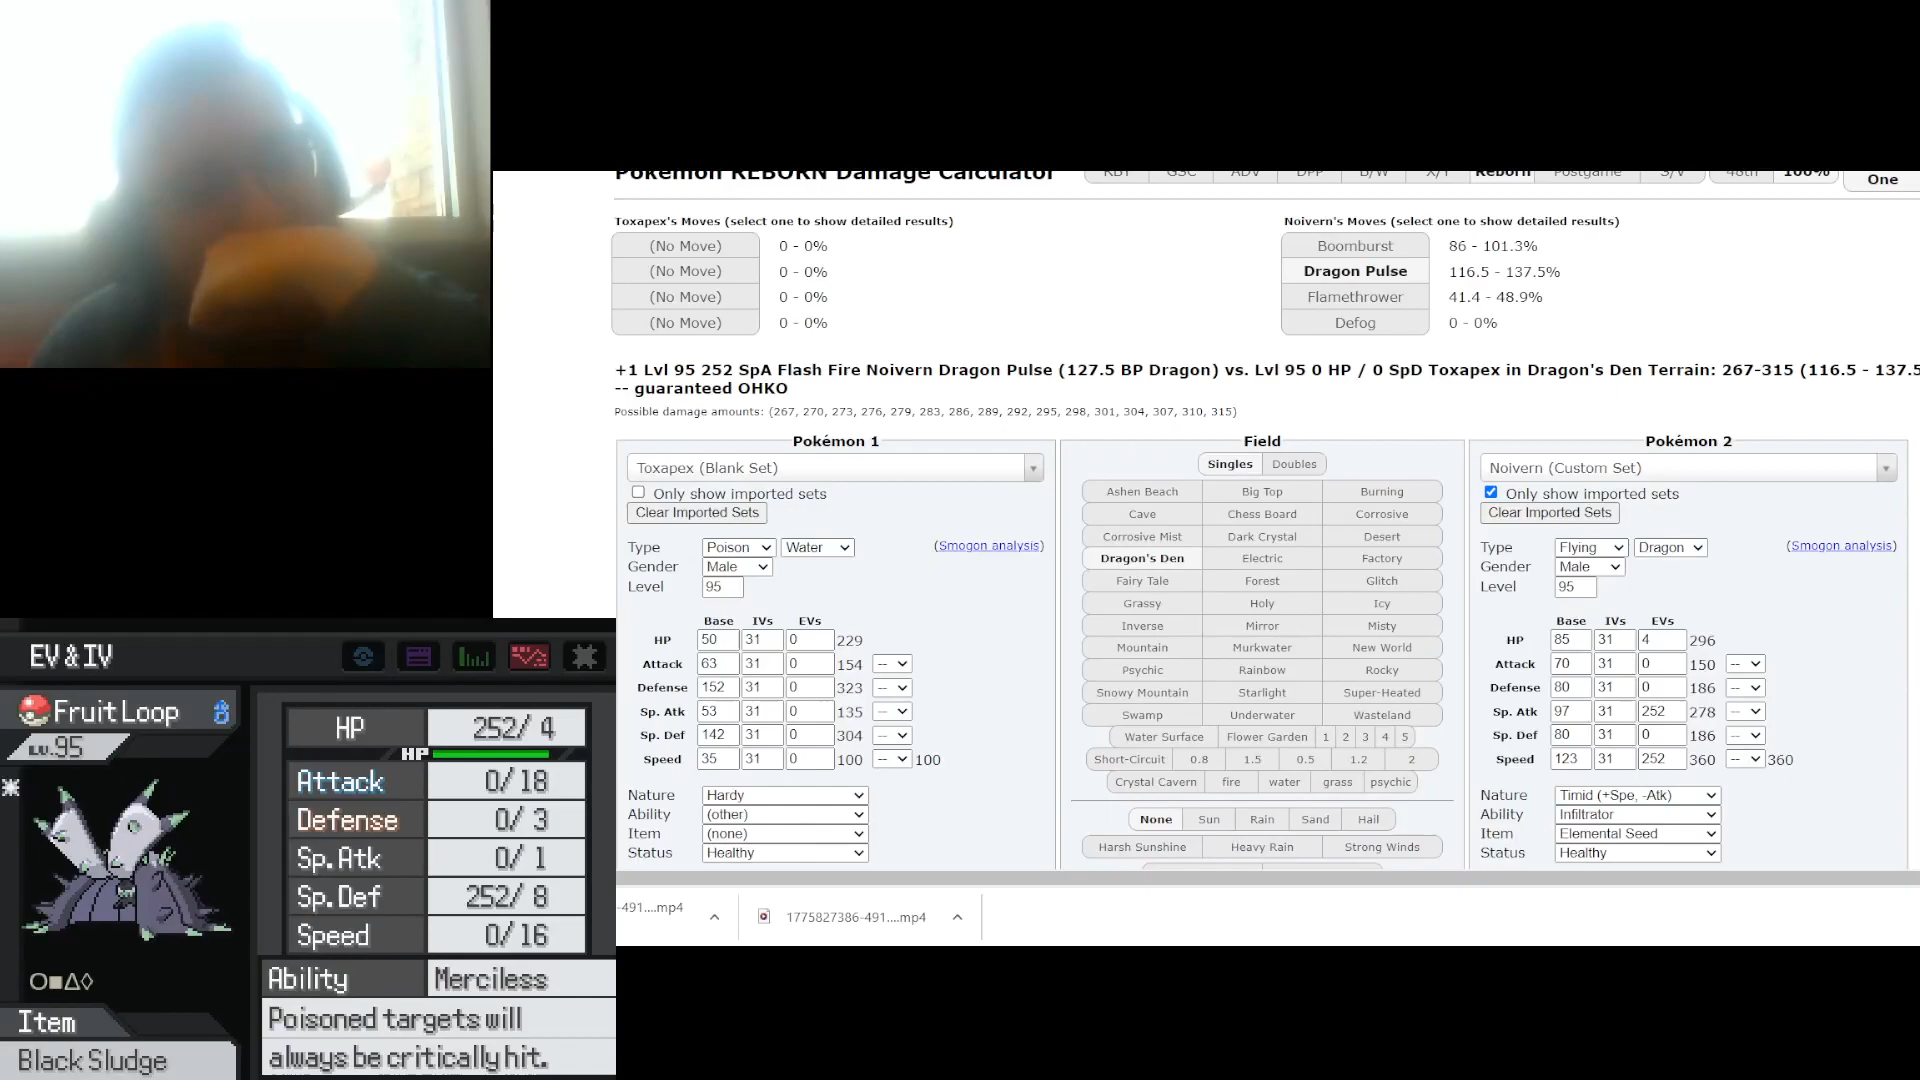 Pokémon REBORN Damage Calculator
RBY GSC ADV DPP B/W X/Y Reborn Postgame S/V 48th 100% One
Toxapex's Moves (select one to show detailed results)
(No Move) 0 - 0%
(No Move) 0 - 0%
(No Move) 0 - 0%
(No Move) 0 - 0%
Noivern's Moves (select one to show detailed results)
Boomburst 86 - 101.3%
Dragon Pulse 116.5 - 137.5%
Flamethrower 41.4 - 48.9%
Defog 0 - 0%
+1 Lvl 95 252 SpA Flash Fire Noivern Dragon Pulse (127.5 BP Dragon) vs. Lvl 95 0 HP / 0 SpD Toxapex in Dragon's Den Terrain: 267-315 (116.5 - 137.5
-- guaranteed OHKO
Possible damage amounts: (267, 270, 273, 276, 279, 283, 286, 289, 292, 295, 298, 301, 304, 307, 310, 315)
Pokémon 1
Toxapex (Blank Set)
Only show imported sets
Clear Imported Sets
Type Poison Water (Smogon analysis)
Gender Male
Level 95
Base IVs EVs
HP 50 31 0 229
Attack 63 31 0 154 --
Defense 152 31 0 323 --
Sp. Atk 53 31 0 135 --
Sp. Def 142 31 0 304 --
Speed 35 31 0 100 -- 100
Nature Hardy
Ability (other)
Item (none)
Status Healthy
Field
Singles Doubles
Ashen Beach Big Top Burning
Cave Chess Board Corrosive
Corrosive Mist Dark Crystal Desert
Dragon's Den Electric Factory
Fairy Tale Forest Glitch
Grassy Holy Icy
Inverse Mirror Misty
Mountain Murkwater New World
Psychic Rainbow Rocky
Snowy Mountain Starlight Super-Heated
Swamp Underwater Wasteland
Water Surface Flower Garden 1 2 3 4 5
Short-Circuit 0.8 1.5 0.5 1.2 2
Crystal Cavern fire water grass psychic
None Sun Rain Sand Hail
Harsh Sunshine Heavy Rain Strong Winds
Pokémon 2
Noivern (Custom Set)
Only show imported sets
Clear Imported Sets
Type Flying Dragon (Smogon analysis)
Gender Male
Level 95
Base IVs EVs
HP 85 31 4 296
Attack 70 31 0 150 --
Defense 80 31 0 186 --
Sp. Atk 97 31 252 278 --
Sp. Def 80 31 0 186 --
Speed 123 31 252 360 -- 360
Nature Timid (+Spe, -Atk)
Ability Infiltrator
Item Elemental Seed
Status Healthy
-491....mp4
1775827386-491....mp4
EV & IV
Fruit Loop
Lv.95
HP 252/ 4
HP
Attack 0/18
Defense 0/ 3
Sp.Atk 0/ 1
Sp.Def 252/ 8
Speed 0/16
Ability Merciless
Poisoned targets will
always be critically hit.
Item
Black Sludge